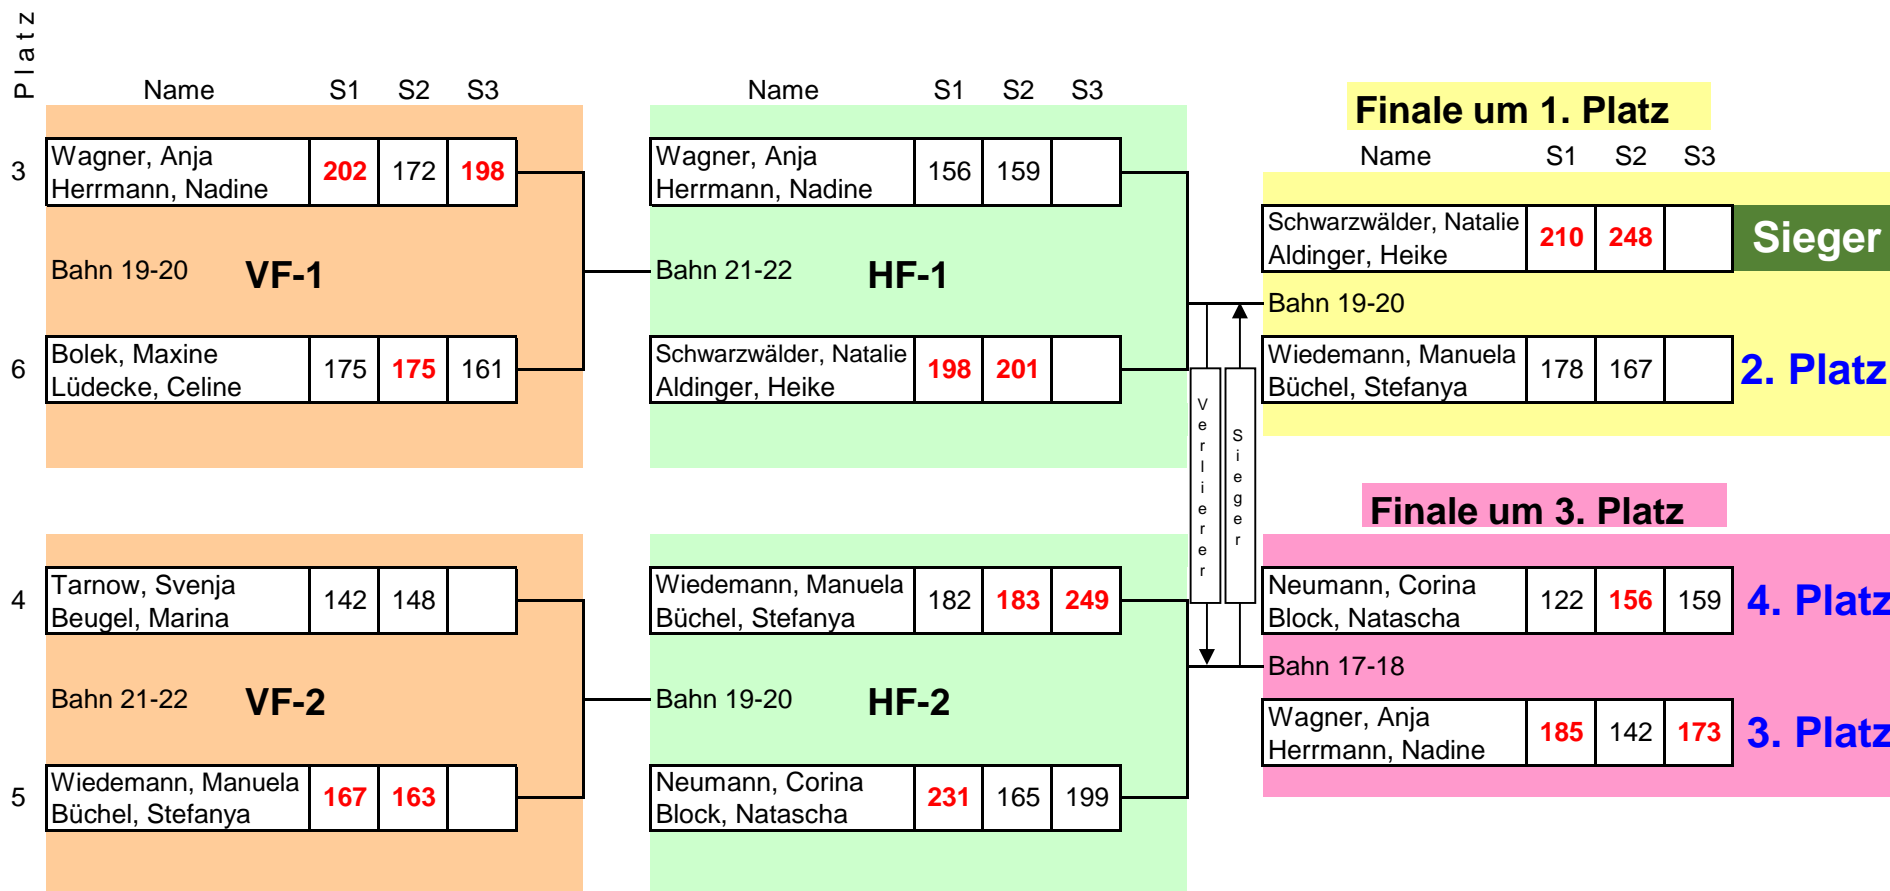 Platz
Name S1 S2 S3
3
Wagner, Anja
Herrmann, Nadine
202 172 198
Bahn 19-20 VF-1
6
Bolek, Maxine
Lüdecke, Celine
175 175 161
4
Tarnow, Svenja
Beugel, Marina
142 148
Bahn 21-22 VF-2
5
Wiedemann, Manuela
Büchel, Stefanya
167 163
Name S1 S2 S3
Wagner, Anja
Herrmann, Nadine
156 159
Bahn 21-22 HF-1
Schwarzwälder, Natalie
Aldinger, Heike
198 201
Wiedemann, Manuela
Büchel, Stefanya
182 183 249
Bahn 19-20 HF-2
Neumann, Corina
Block, Natascha
231 165 199
Verlierer
Sieger
Finale um 1. Platz
Name S1 S2 S3
Schwarzwälder, Natalie
Aldinger, Heike
210 248
Sieger
Bahn 19-20
Wiedemann, Manuela
Büchel, Stefanya
178 167
2. Platz
Finale um 3. Platz
Neumann, Corina
Block, Natascha
122 156 159
4. Platz
Bahn 17-18
Wagner, Anja
Herrmann, Nadine
185 142 173
3. Platz